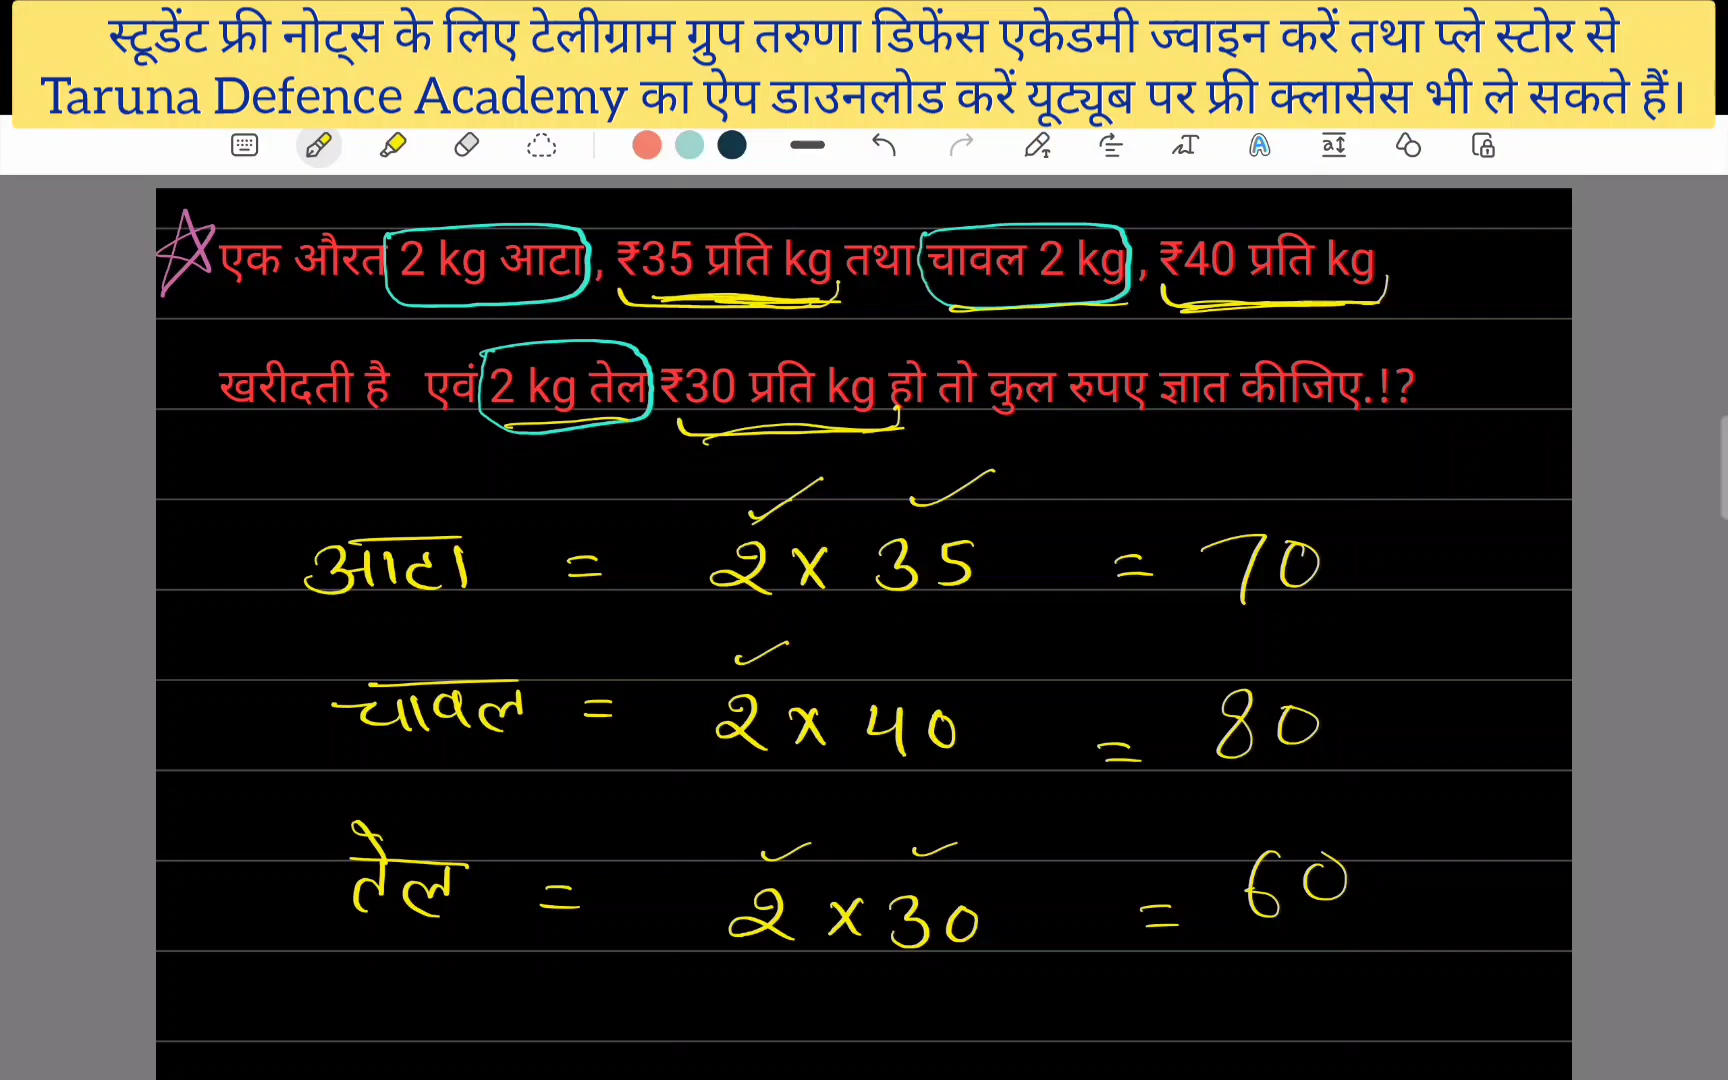 स्टूडेंट फ्री नोट्स के लिए टेलीग्राम ग्रुप तरुणा डिफेंस एकेडमी ज्वाइन करें तथा प्ले स्टोर से
Taruna Defence Academy का ऐप डाउनलोड करें यूट्यूब पर फ्री क्लासेस भी ले सकते हैं।
एक औरत 2 kg आटा , ₹35 प्रति kg तथा चावल 2 kg , ₹40 प्रति kg
खरीदती है एवं 2 kg तेल ₹30 प्रति kg हो तो कुल रुपए ज्ञात कीजिए.!?
आटा = 2 x 35 = 70
चावल = 2 x 40 = 80
तेल = 2 x 30 = 60